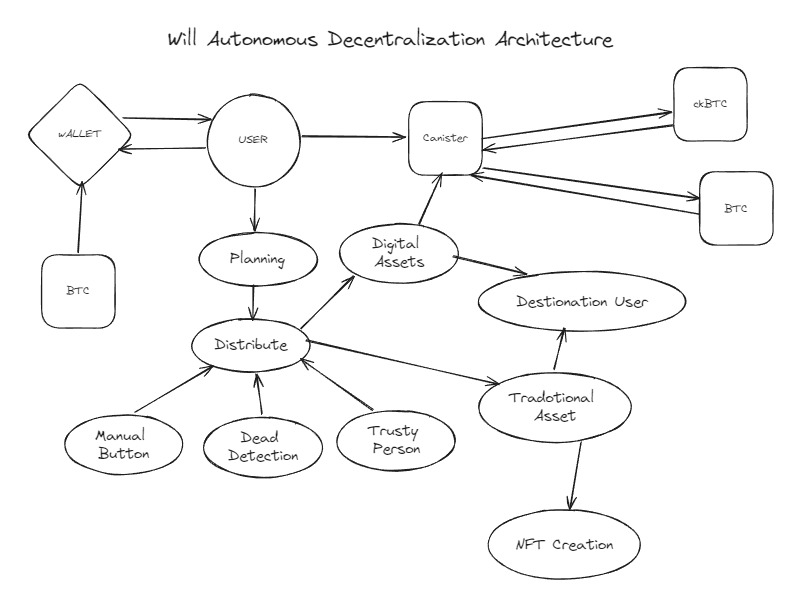 Will Autonomous Decentralization Architecture
ckBTC
WALLET
USER
Canister
BTC
Digital
Assets
Planning
BTC
Destionation User
Distribute
Tradotional
Asset
Manual
Button
Dead
Detection
Trusty
Person
NFT Creation